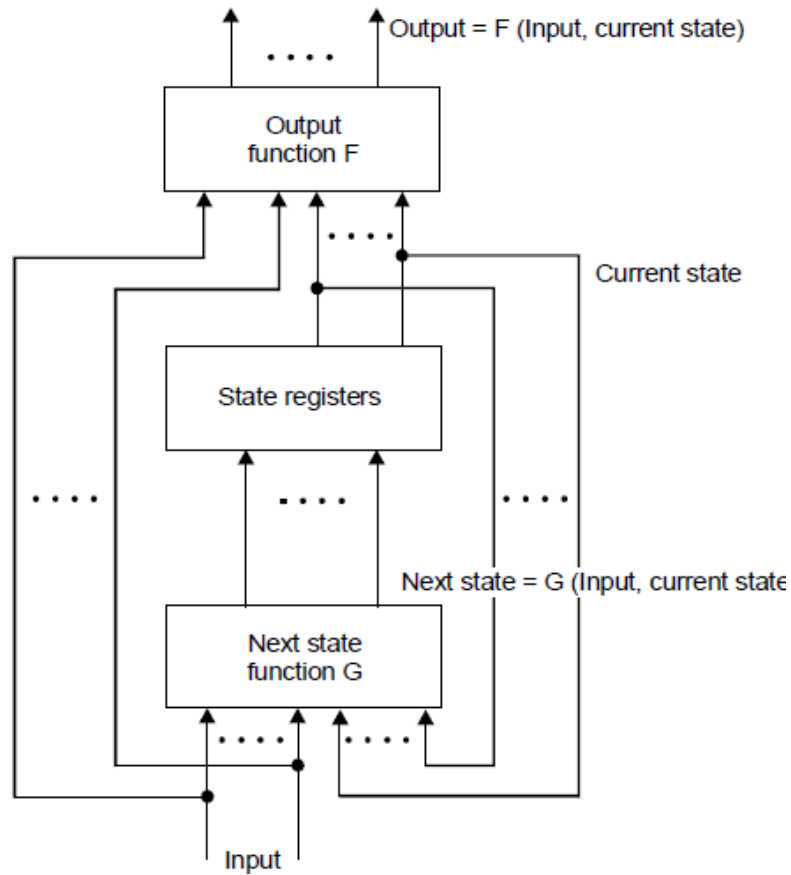 Output = F (Input, current state)
Output
function F
Current state
State registers
Next state = G (Input, current state
Next state
function G
Input